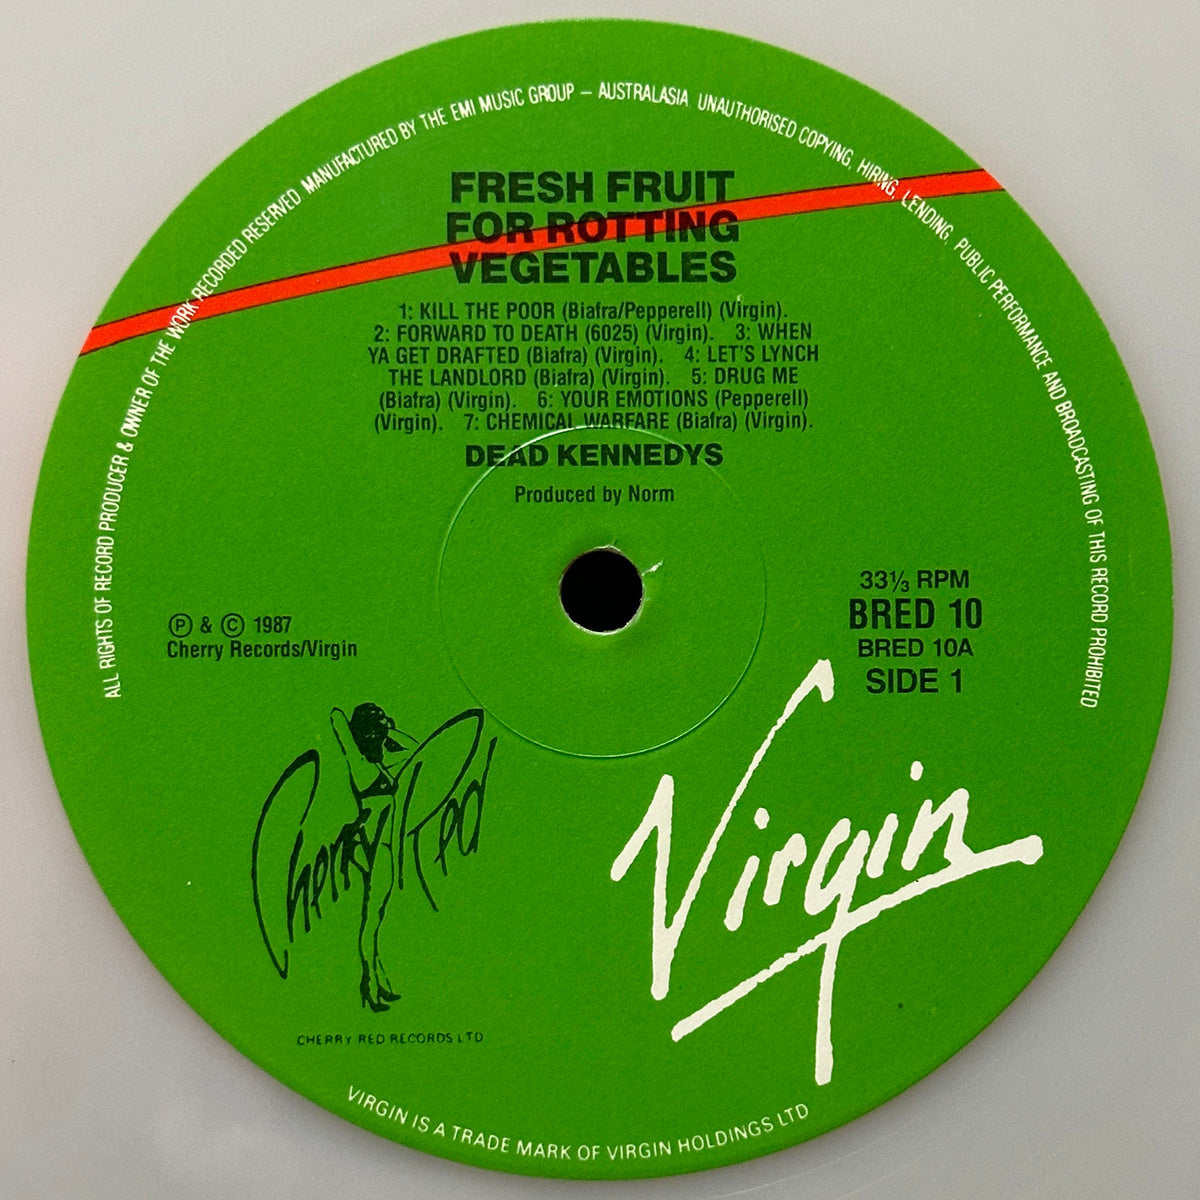 ALL RIGHTS OF RECORD PRODUCER & OWNER OF THE WORK RECORDED RESERVED. MANUFACTURED BY THE EMI MUSIC GROUP – AUSTRALASIA. UNAUTHORISED COPYING, HIRING, LENDING, PUBLIC PERFORMANCE AND BROADCASTING OF THIS RECORD PROHIBITED.
FRESH FRUIT
FOR ROTTING
VEGETABLES
1: KILL THE POOR (Biafra/Pepperell) (Virgin).
2: FORWARD TO DEATH (6025) (Virgin). 3: WHEN
YA GET DRAFTED (Biafra) (Virgin). 4: LET'S LYNCH
THE LANDLORD (Biafra) (Virgin). 5: DRUG ME
(Biafra) (Virgin). 6: YOUR EMOTIONS (Pepperell)
(Virgin). 7: CHEMICAL WARFARE (Biafra) (Virgin).
DEAD KENNEDYS
Produced by Norm
Ⓟ & © 1987
Cherry Records/Virgin
33⅓ RPM
BRED 10
BRED 10A
SIDE 1
Cherry Red
CHERRY RED RECORDS LTD
Virgin
VIRGIN IS A TRADE MARK OF VIRGIN HOLDINGS LTD